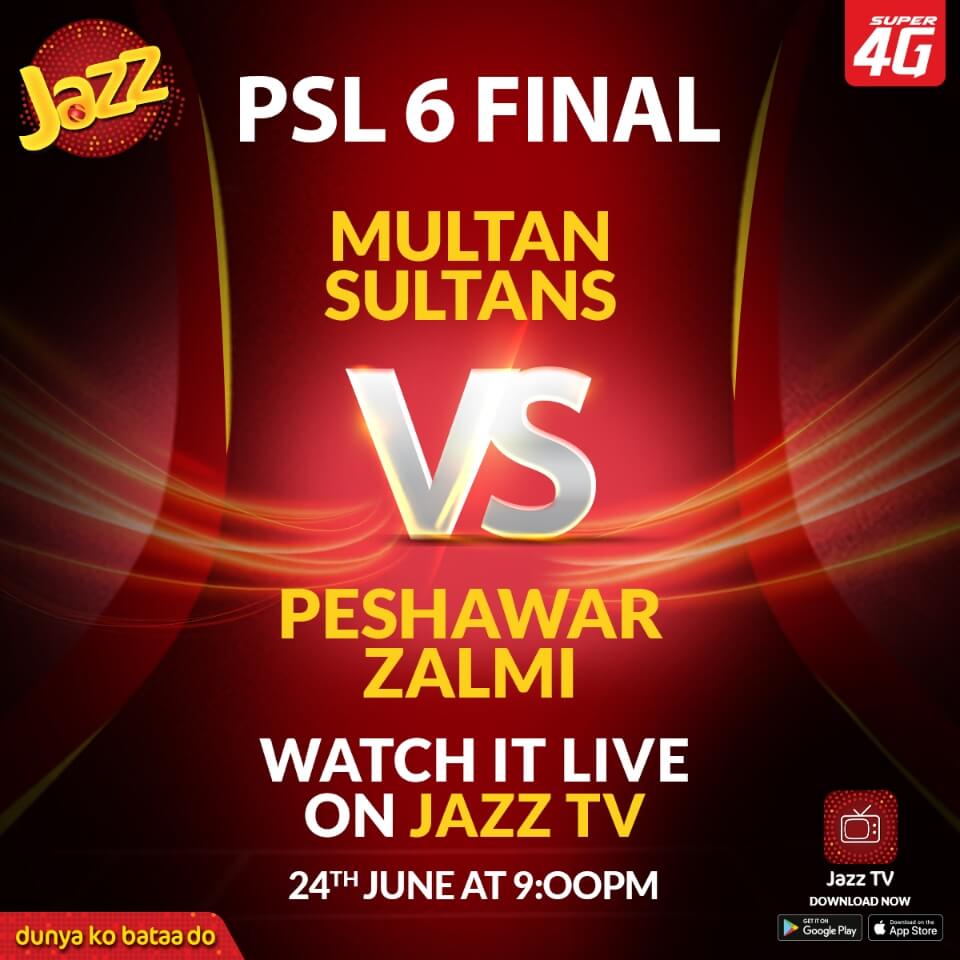 Jazz
SUPER
4G
PSL 6 FINAL
MULTAN
SULTANS
VS
PESHAWAR
ZALMI
WATCH IT LIVE
ON JAZZ TV
24TH JUNE AT 9:00PM
Jazz TV
DOWNLOAD NOW
GET IT ON
Google Play
Download on the
App Store
dunya ko bataa do